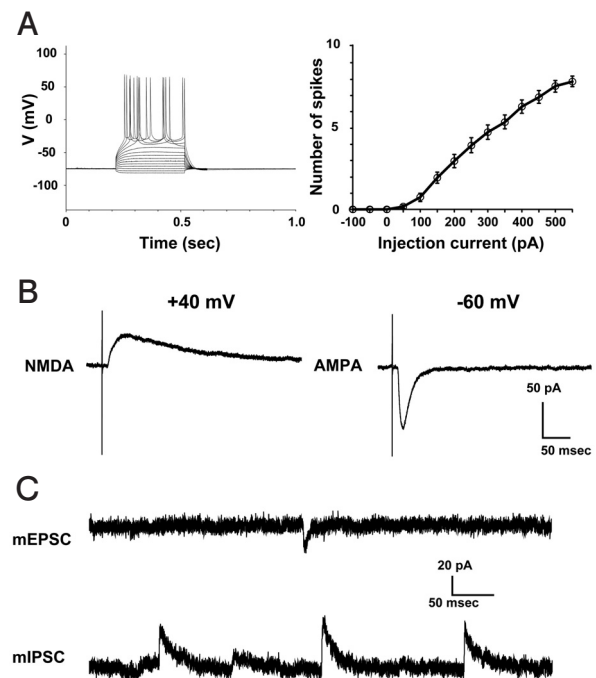 A
100
50
0
-50
-100
V (mV)
0
0.5
1.0
Time (sec)
10
5
0
Number of spikes
-100
0
100
200
300
400
500
Injection current (pA)
B
+40 mV
-60 mV
NMDA
AMPA
50 pA
50 msec
C
mEPSC
20 pA
50 msec
mIPSC